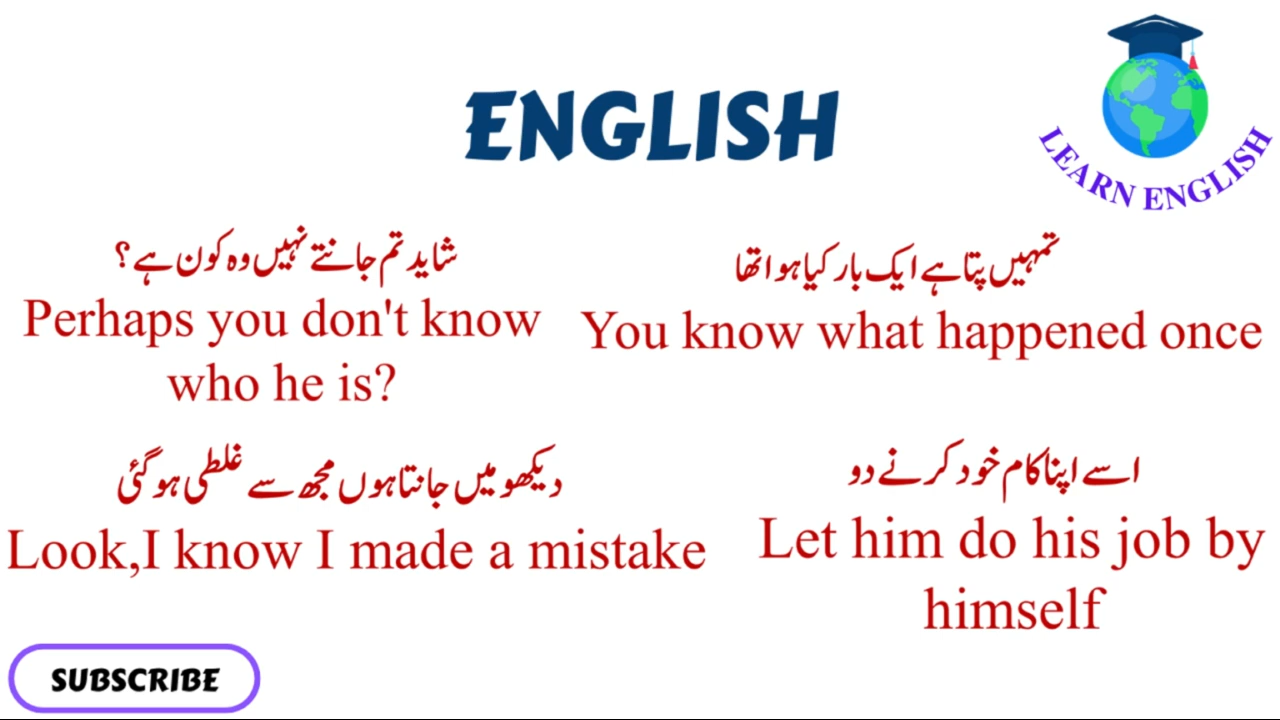 ENGLISH
LEARN ENGLISH
شاید تم جانتے نہیں وہ کون ہے؟
Perhaps you don't know
who he is?
تمہیں پتا ہے ایک بار کیا ہوا تھا
You know what happened once
دیکھو میں جانتا ہوں مجھ سے غلطی ہو گئی
Look,I know I made a mistake
اسے اپنا کام خود کرنے دو
Let him do his job by
himself
SUBSCRIBE